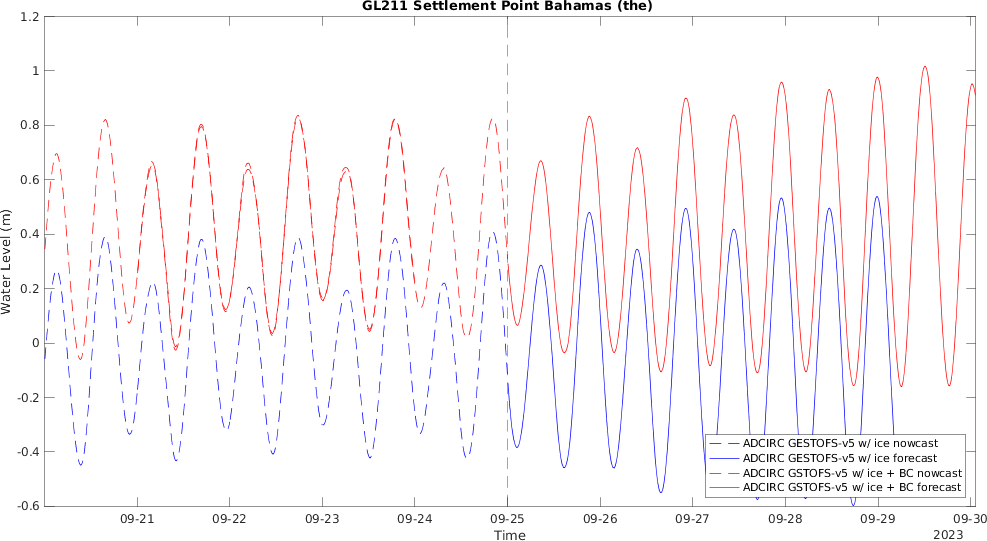 GL211 Settlement Point Bahamas (the)
1.2
1
0.8
0.6
0.4
0.2
0
-0.2
-0.4
-0.6
Water Level (m)
ADCIRC GESTOFS-v5 w/ ice nowcast
ADCIRC GESTOFS-v5 w/ ice forecast
ADCIRC GSTOFS-v5 w/ ice + BC nowcast
ADCIRC GSTOFS-v5 w/ ice + BC forecast
09-21 09-22 09-23 09-24 09-25 09-26 09-27 09-28 09-29 09-30
Time
2023